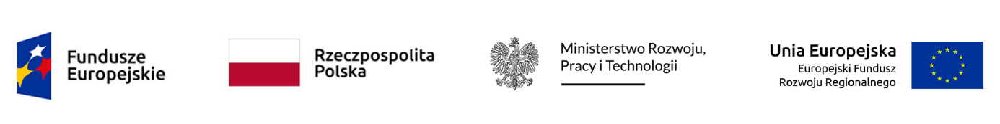 Fundusze
Europejskie
Rzeczpospolita
Polska
Ministerstwo Rozwoju,
Pracy i Technologii
Unia Europejska
Europejski Fundusz
Rozwoju Regionalnego